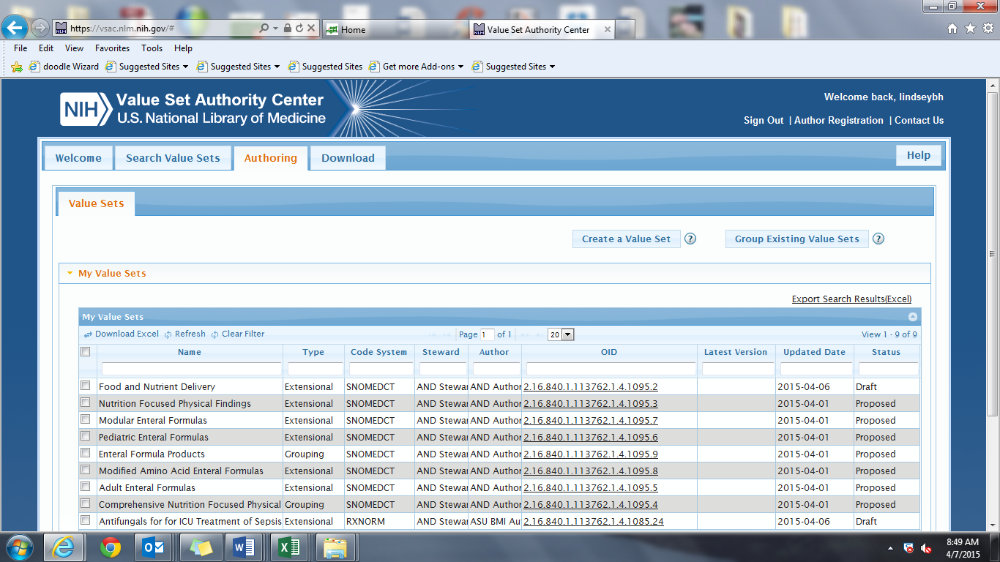 https://vsac.nlm.nih.gov/# eat right. Home NLM Value Set Authority Center
File Edit View Favorites Tools Help
doodle Wizard Suggested Sites Suggested Sites Suggested Sites Get more Add-ons Suggested Sites
NIH Value Set Authority Center
U.S. National Library of Medicine
Welcome back, lindseybh
Sign Out | Author Registration | Contact Us
Welcome Search Value Sets Authoring Download Help
Value Sets
Create a Value Set ? Group Existing Value Sets ?
My Value Sets
Export Search Results(Excel)
My Value Sets
Download Excel Refresh Clear Filter Page 1 of 1 20 View 1 - 9 of 9
Name Type Code System Steward Author OID Latest Version Updated Date Status
Food and Nutrient Delivery Extensional SNOMEDCT AND Stewar AND Author 2.16.840.1.113762.1.4.1095.2 2015-04-06 Draft
Nutrition Focused Physical Findings Extensional SNOMEDCT AND Stewar AND Author 2.16.840.1.113762.1.4.1095.3 2015-04-01 Proposed
Modular Enteral Formulas Extensional SNOMEDCT AND Stewar AND Author 2.16.840.1.113762.1.4.1095.7 2015-04-01 Proposed
Pediatric Enteral Formulas Extensional SNOMEDCT AND Stewar AND Author 2.16.840.1.113762.1.4.1095.6 2015-04-01 Proposed
Enteral Formula Products Grouping SNOMEDCT AND Stewar AND Author 2.16.840.1.113762.1.4.1095.9 2015-04-01 Proposed
Modified Amino Acid Enteral Formulas Extensional SNOMEDCT AND Stewar AND Author 2.16.840.1.113762.1.4.1095.8 2015-04-01 Proposed
Adult Enteral Formulas Extensional SNOMEDCT AND Stewar AND Author 2.16.840.1.113762.1.4.1095.5 2015-04-01 Proposed
Comprehensive Nutrition Focused Physical Grouping SNOMEDCT AND Stewar AND Author 2.16.840.1.113762.1.4.1095.4 2015-04-01 Proposed
Antifungals for for ICU Treatment of Sepsis Extensional RXNORM AND Stewar ASU BMI Au 2.16.840.1.113762.1.4.1085.24 2015-04-06 Draft
8:49 AM
4/7/2015